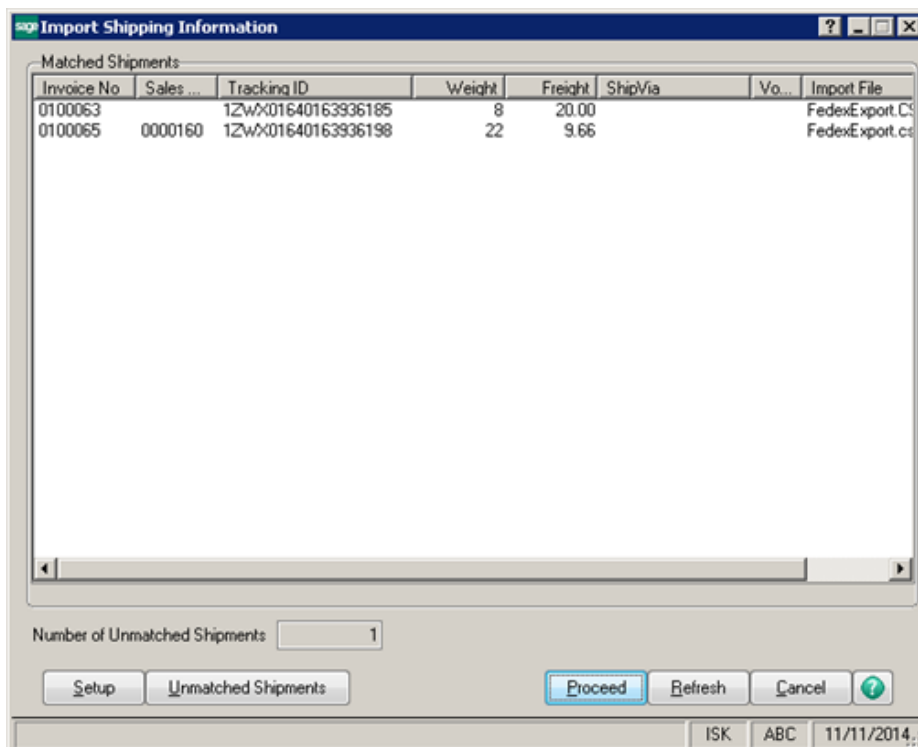 sage Import Shipping Information
Matched Shipments
Invoice No Sales ... Tracking ID Weight Freight ShipVia Vo... Import File
0100063 1ZWX01640163936185 8 20.00 FedexExport.CS
0100065 0000160 1ZWX01640163936198 22 9.66 FedexExport.cs
Number of Unmatched Shipments 1
Setup Unmatched Shipments Proceed Refresh Cancel ?
ISK ABC 11/11/2014